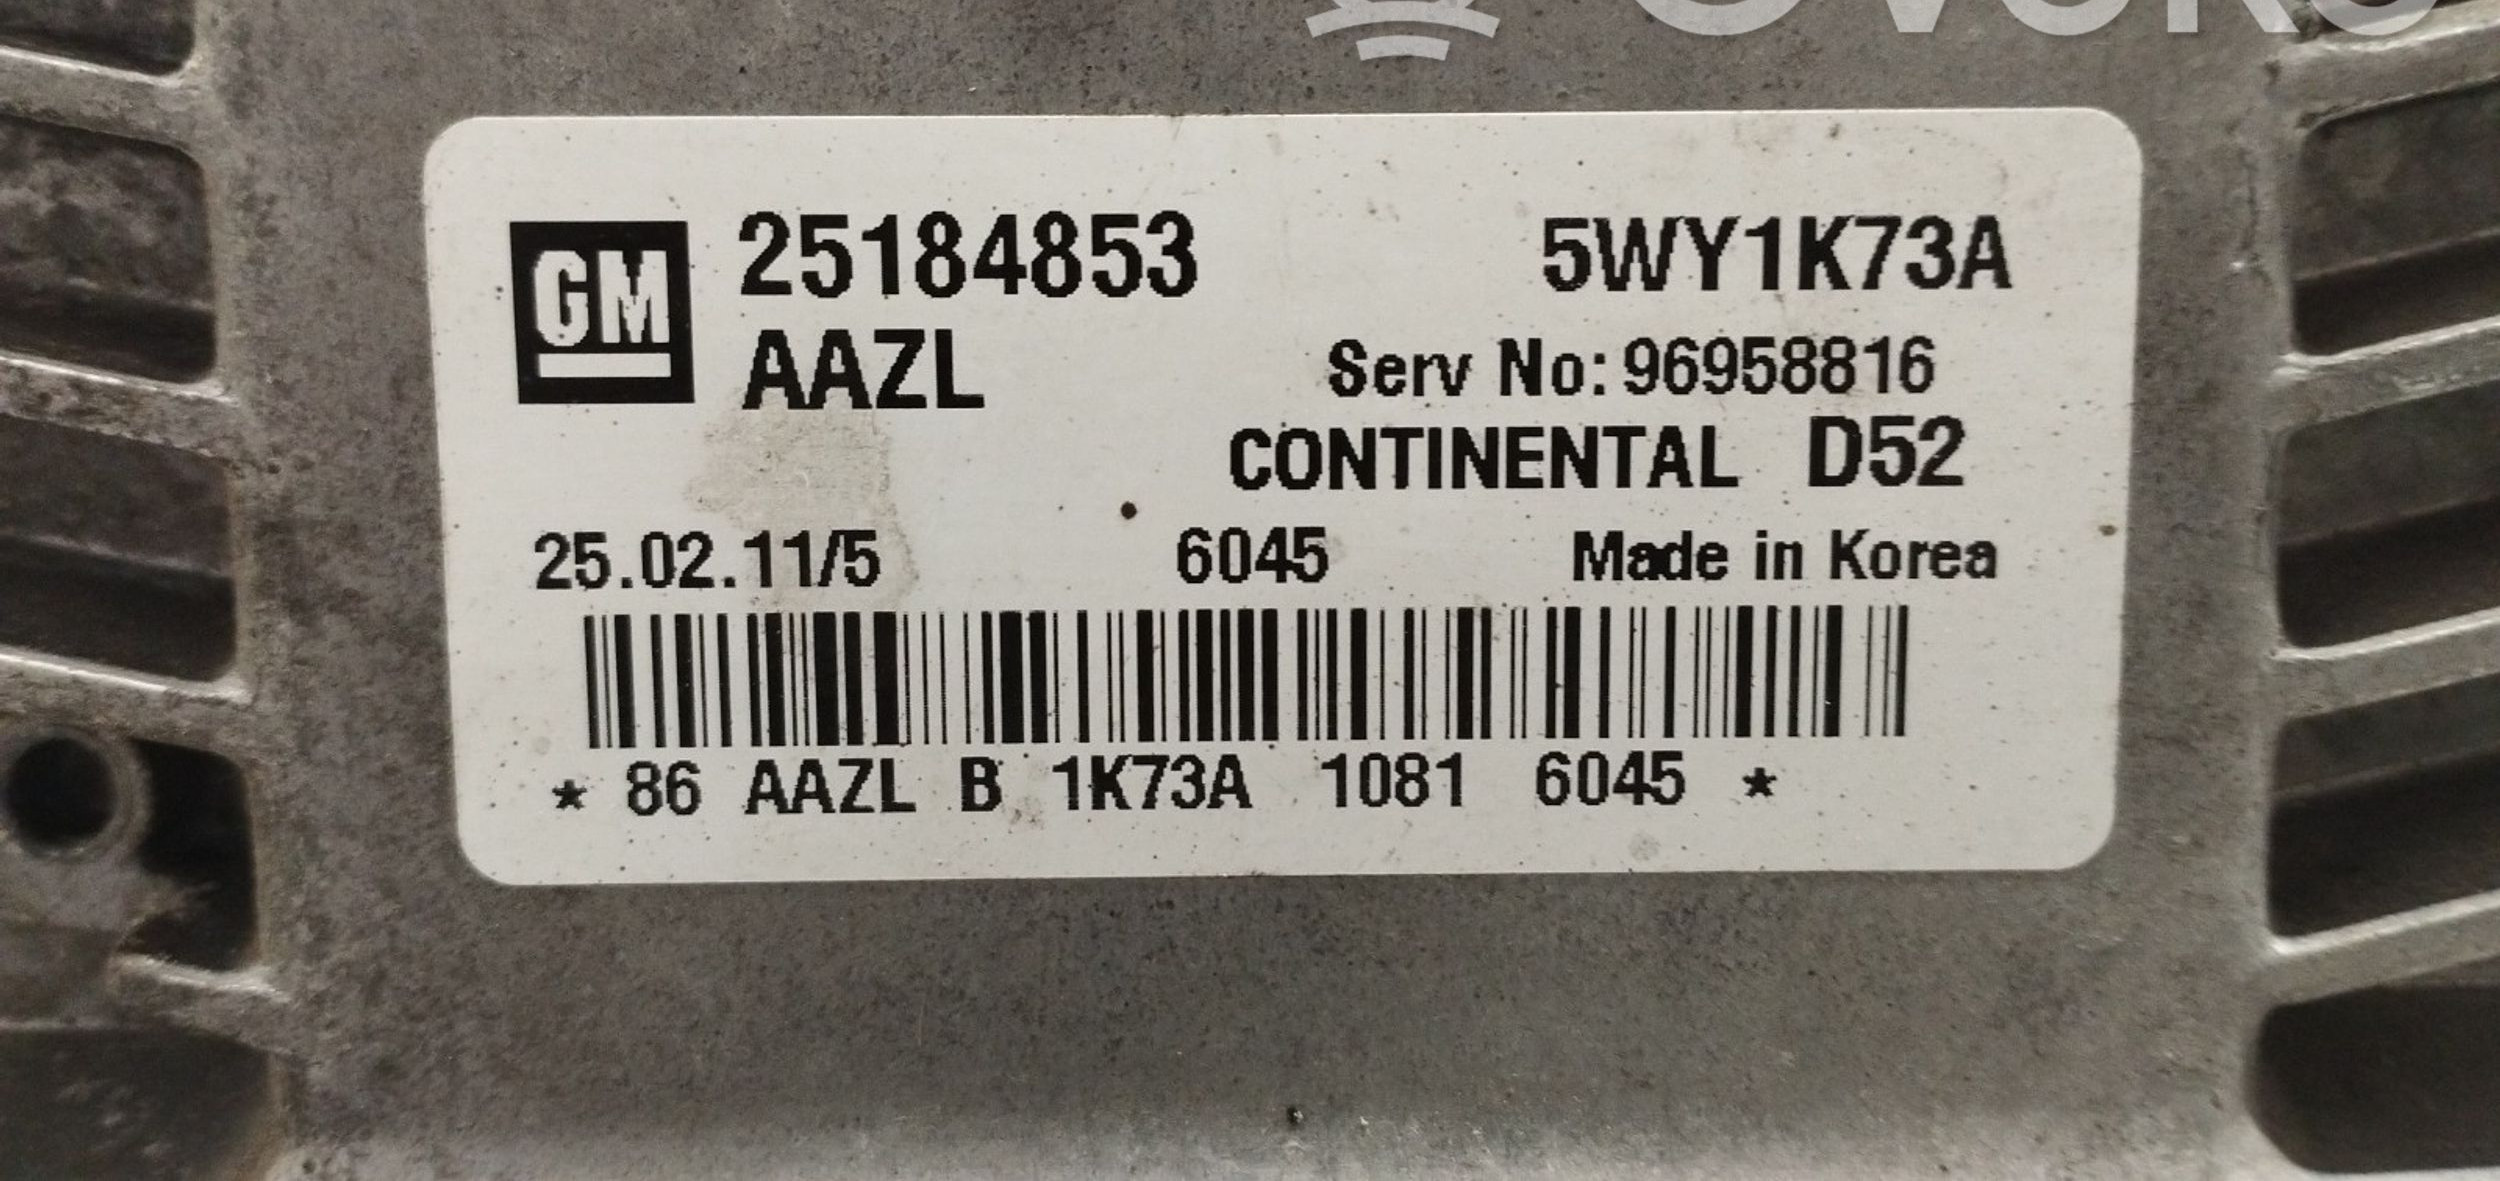 GM 25184853 5WY1K73A
AAZL Serv No: 96958816
CONTINENTAL D52
25.02.11/5 6045 Made in Korea
* 86 AAZL B 1K73A 1081 6045 *